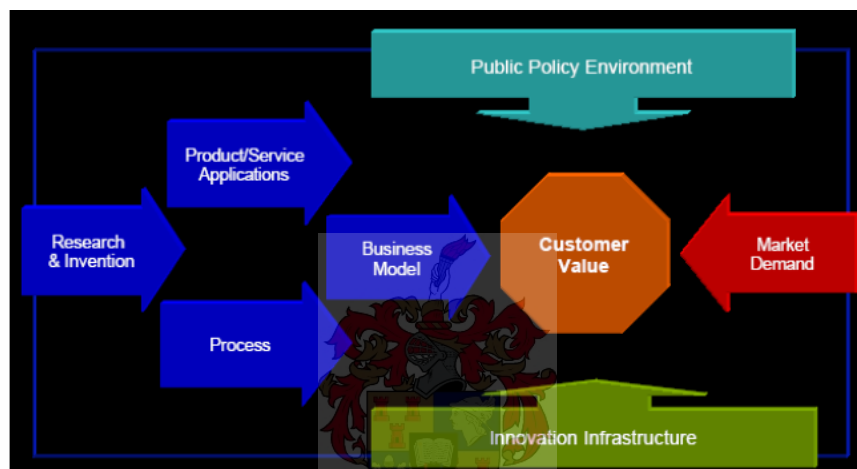 Public Policy Environment
Product/Service
Applications
Research
& Invention
Business
Model
Customer
Value
Market
Demand
Process
Innovation Infrastructure